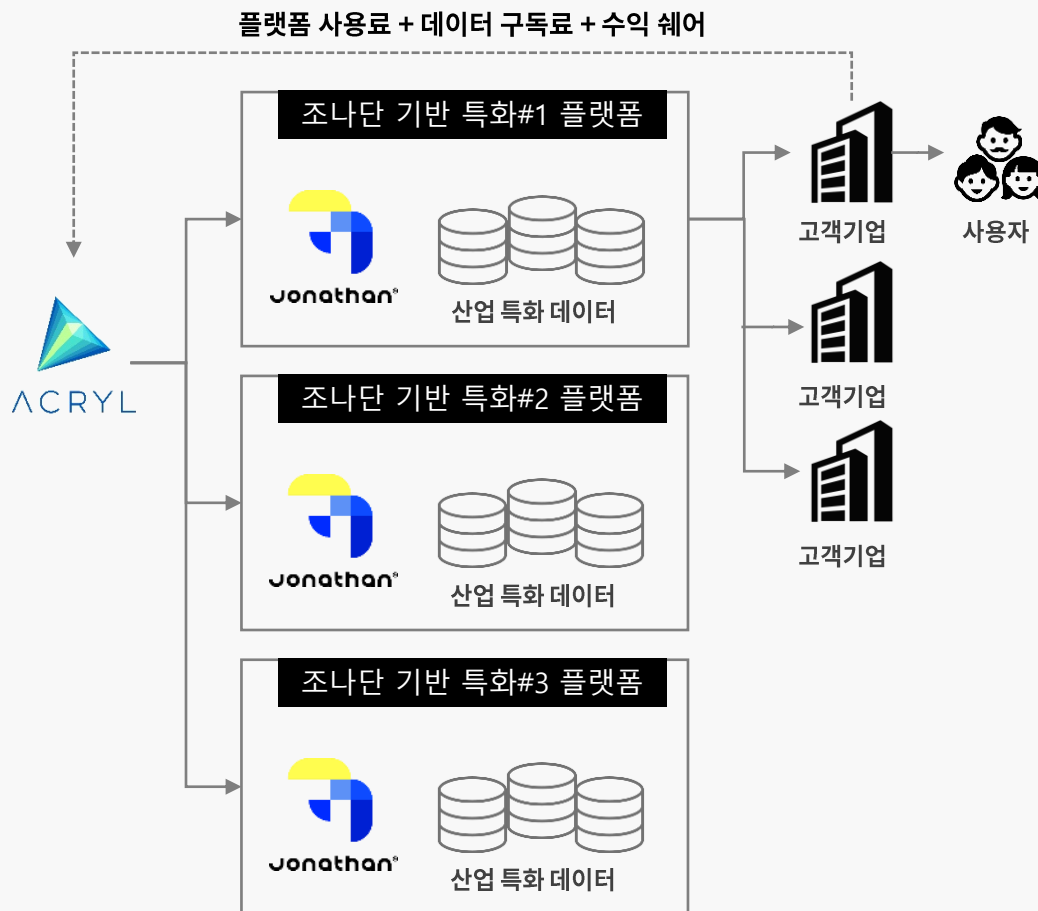 플랫폼 사용료 + 데이터 구독료 + 수익 쉐어
조나단 기반 특화#1 플랫폼
Jonathan®
산업 특화 데이터
고객기업
사용자
고객기업
고객기업
ACRYL
조나단 기반 특화#2 플랫폼
Jonathan®
산업 특화 데이터
조나단 기반 특화#3 플랫폼
Jonathan®
산업 특화 데이터